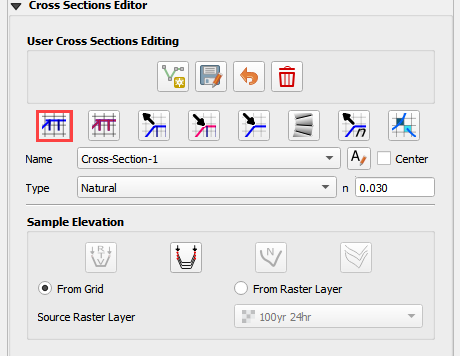 Cross Sections Editor
User Cross Sections Editing
Name Cross-Section-1 A Center
Type Natural n 0.030
Sample Elevation
R
T
V
N
From Grid From Raster Layer
Source Raster Layer 100yr 24hr